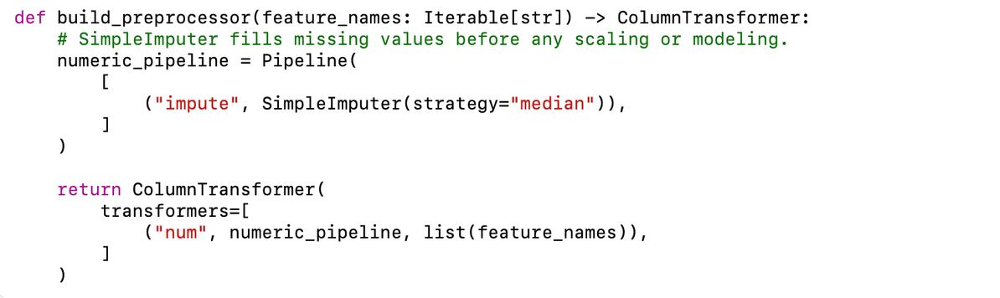 def build_preprocessor(feature_names: Iterable[str]) -> ColumnTransformer:
    # SimpleImputer fills missing values before any scaling or modeling.
    numeric_pipeline = Pipeline(
        [
            ("impute", SimpleImputer(strategy="median")),
        ]
    )

    return ColumnTransformer(
        transformers=[
            ("num", numeric_pipeline, list(feature_names)),
        ]
    )